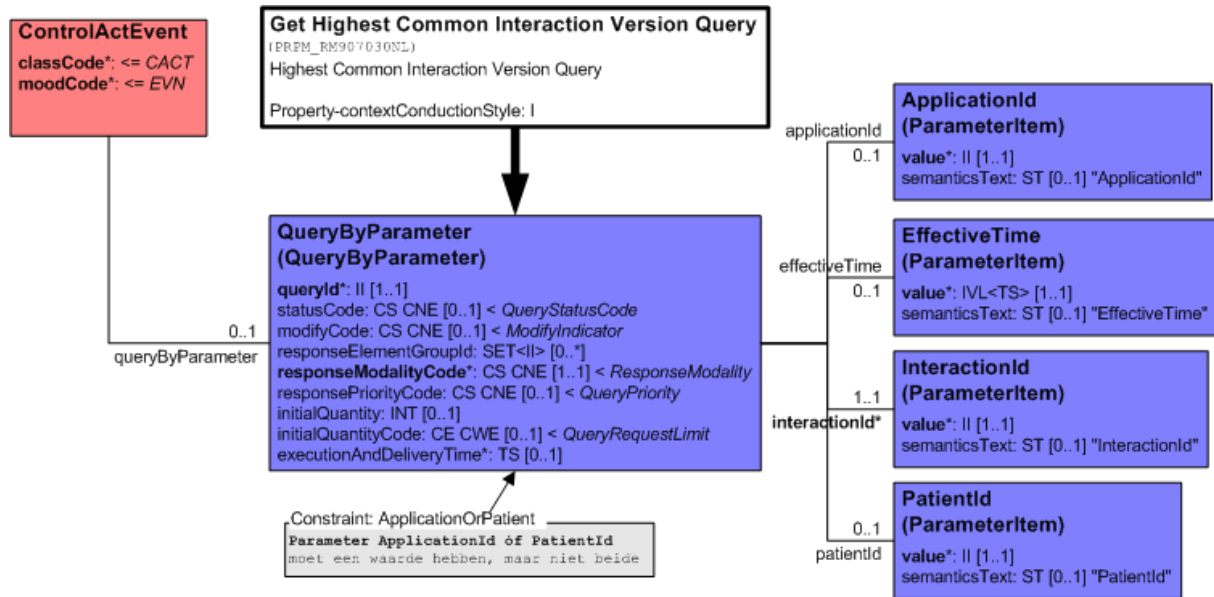 ControlActEvent
classCode*: <= CACT
moodCode*: <= EVN
Get Highest Common Interaction Version Query
(PRPM_RM907030NL)
Highest Common Interaction Version Query
Property-contextConductionStyle: I
applicationId
0..1
ApplicationId
(ParameterItem)
value*: II [1..1]
semanticsText: ST [0..1] "ApplicationId"
QueryByParameter
(QueryByParameter)
queryId*: II [1..1]
statusCode: CS CNE [0..1] < QueryStatusCode
modifyCode: CS CNE [0..1] < ModifyIndicator
responseElementGroupId: SET<II> [0..*]
responseModalityCode*: CS CNE [1..1] < ResponseModality
responsePriorityCode: CS CNE [0..1] < QueryPriority
initialQuantity: INT [0..1]
initialQuantityCode: CE CWE [0..1] < QueryRequestLimit
executionAndDeliveryTime*: TS [0..1]
0..1
queryByParameter
effectiveTime
0..1
EffectiveTime
(ParameterItem)
value*: IVL<TS> [1..1]
semanticsText: ST [0..1] "EffectiveTime"
1..1
interactionId*
InteractionId
(ParameterItem)
value*: II [1..1]
semanticsText: ST [0..1] "InteractionId"
0..1
patientId
PatientId
(ParameterItem)
value*: II [1..1]
semanticsText: ST [0..1] "PatientId"
Constraint: ApplicationOrPatient
Parameter ApplicationId óf PatientId
moet een waarde hebben, maar niet beide